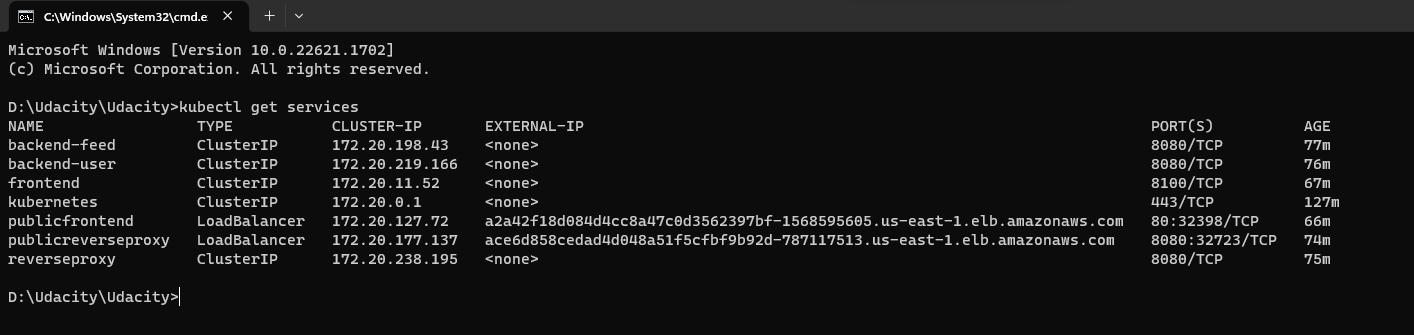 C:\Windows\System32\cmd.e
Microsoft Windows [Version 10.0.22621.1702]
(c) Microsoft Corporation. All rights reserved.
D:\Udacity\Udacity>kubectl get services
NAME TYPE CLUSTER-IP EXTERNAL-IP PORT(S) AGE
backend-feed ClusterIP 172.20.198.43 <none> 8080/TCP 77m
backend-user ClusterIP 172.20.219.166 <none> 8080/TCP 76m
frontend ClusterIP 172.20.11.52 <none> 8100/TCP 67m
kubernetes ClusterIP 172.20.0.1 <none> 443/TCP 127m
publicfrontend LoadBalancer 172.20.127.72 a2a42f18d084d4cc8a47c0d3562397bf-1568595605.us-east-1.elb.amazonaws.com 80:32398/TCP 66m
publicreverseproxy LoadBalancer 172.20.177.137 ace6d858cedad4d048a51f5cfbf9b92d-787117513.us-east-1.elb.amazonaws.com 8080:32723/TCP 74m
reverseproxy ClusterIP 172.20.238.195 <none> 8080/TCP 75m
D:\Udacity\Udacity>